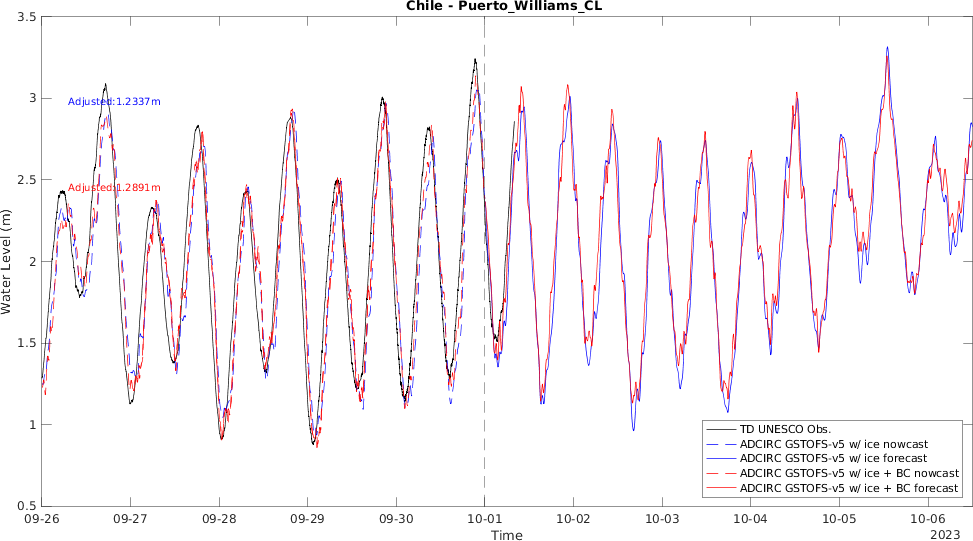 Chile - Puerto_Williams_CL
3.5
3
2.5
2
1.5
1
0.5
Water Level (m)
Adjusted:1.2337m
Adjusted:1.2891m
TD UNESCO Obs.
ADCIRC GSTOFS-v5 w/ ice nowcast
ADCIRC GSTOFS-v5 w/ ice forecast
ADCIRC GSTOFS-v5 w/ ice + BC nowcast
ADCIRC GSTOFS-v5 w/ ice + BC forecast
09-26 09-27 09-28 09-29 09-30 10-01 10-02 10-03 10-04 10-05 10-06
Time
2023